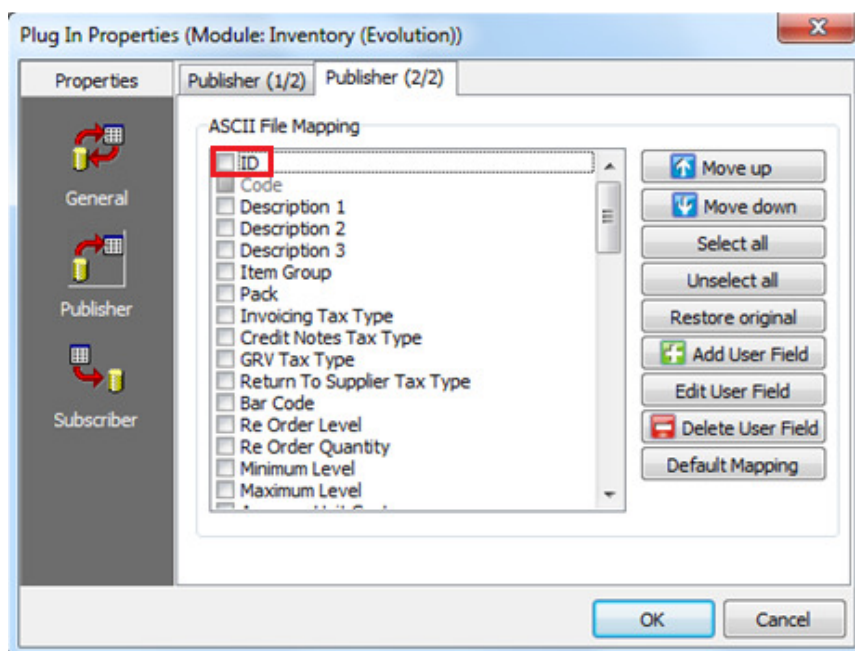 Plug In Properties (Module: Inventory (Evolution))
Properties
Publisher (1/2)
Publisher (2/2)
General
Publisher
Subscriber
ASCII File Mapping
ID
Code
Description 1
Description 2
Description 3
Item Group
Pack
Invoicing Tax Type
Credit Notes Tax Type
GRV Tax Type
Return To Supplier Tax Type
Bar Code
Re Order Level
Re Order Quantity
Minimum Level
Maximum Level
Move up
Move down
Select all
Unselect all
Restore original
Add User Field
Edit User Field
Delete User Field
Default Mapping
OK
Cancel